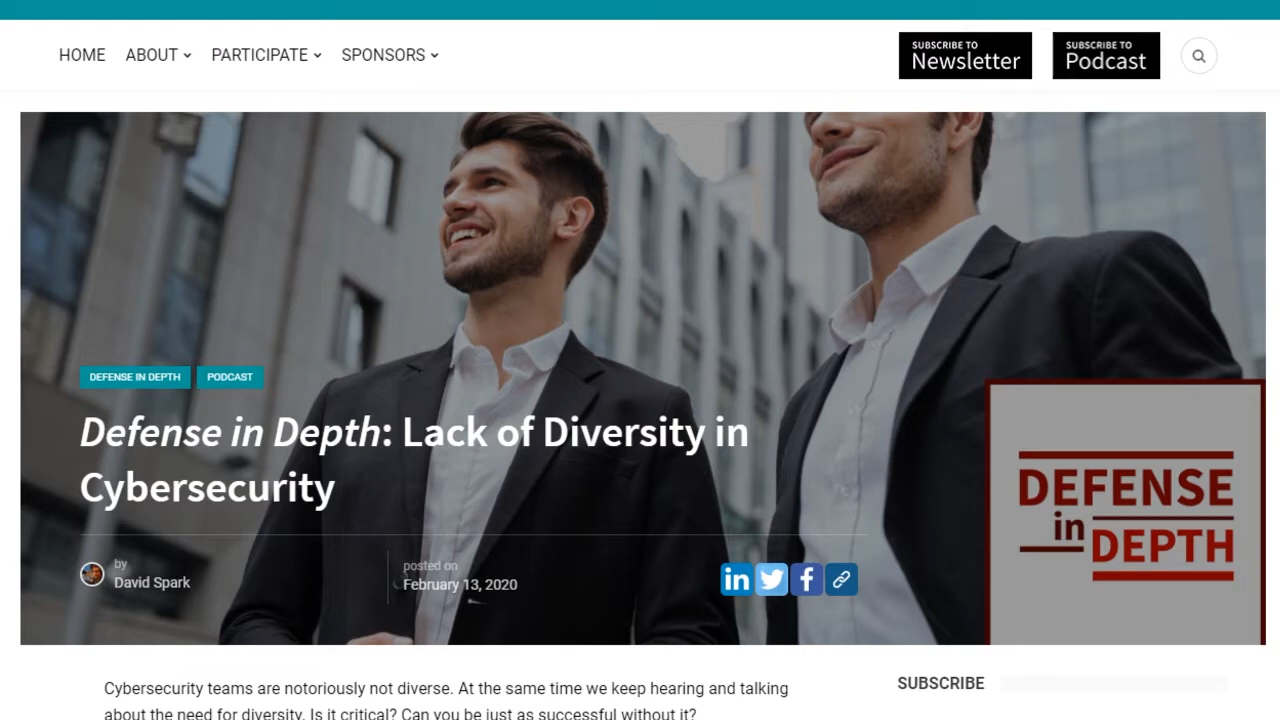 HOME ABOUT PARTICIPATE SPONSORS
SUBSCRIBE TO
Newsletter
SUBSCRIBE TO
Podcast
DEFENSE IN DEPTH PODCAST
Defense in Depth: Lack of Diversity in
Cybersecurity
by
David Spark
posted on
February 13, 2020
in f
DEFENSE
in
DEPTH
Cybersecurity teams are notoriously not diverse. At the same time we keep hearing and talking
about the need for diversity. Is it critical? Can you be just as successful without it?
SUBSCRIBE